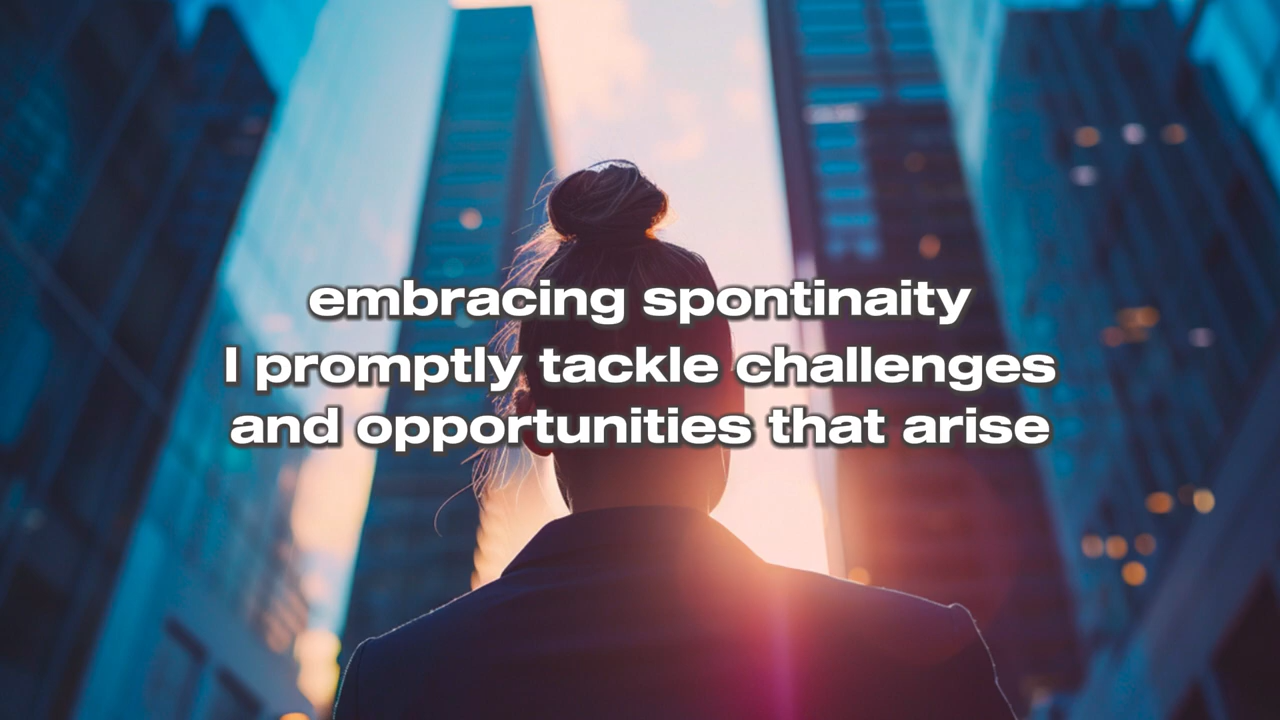 embracing spontinaity
I promptly tackle challenges
and opportunities that arise